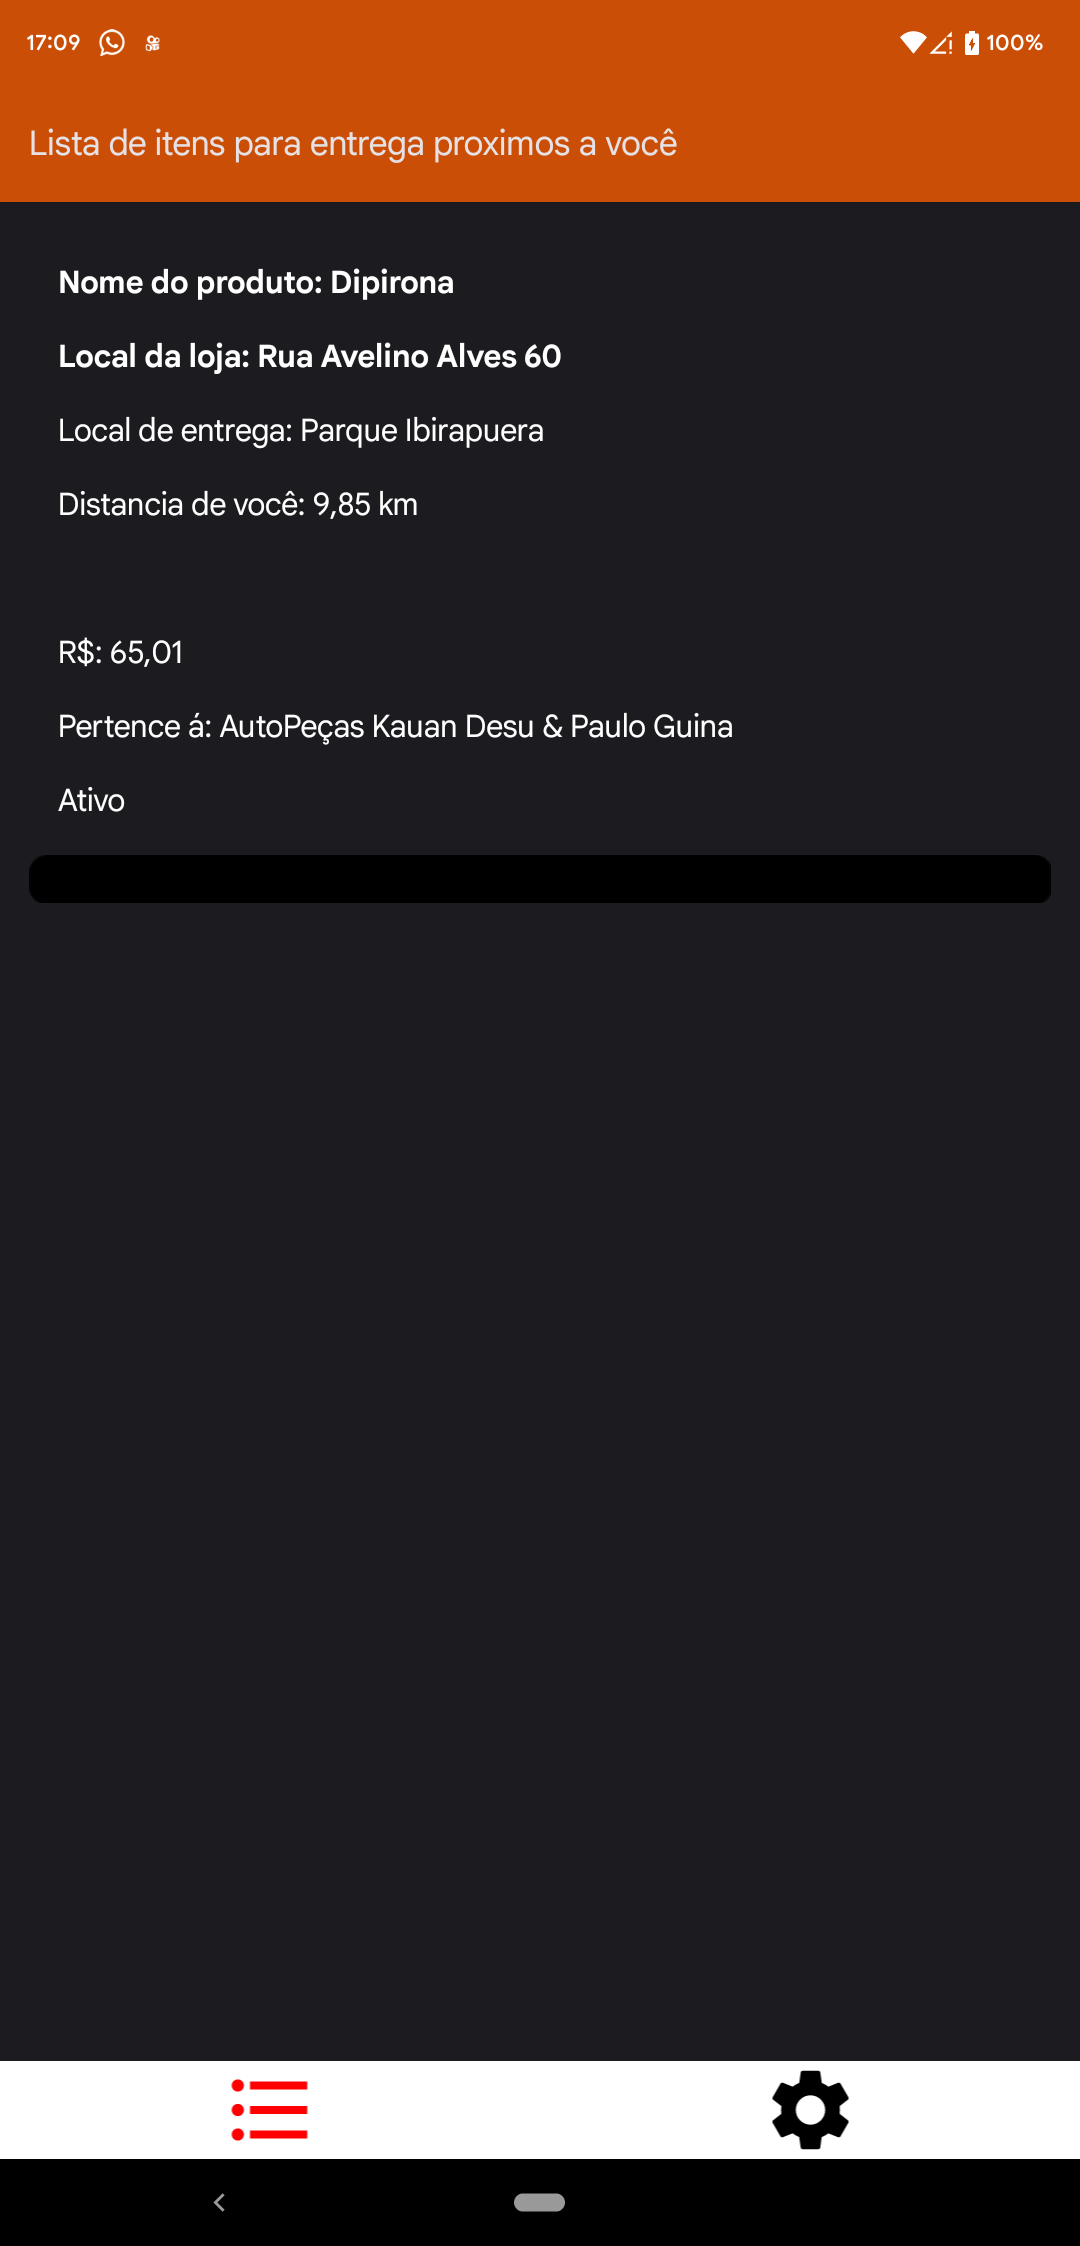 17:09
100%
Lista de itens para entrega proximos a você
Nome do produto: Dipirona
Local da loja: Rua Avelino Alves 60
Local de entrega: Parque Ibirapuera
Distancia de você: 9,85 km
R$: 65,01
Pertence á: AutoPeças Kauan Desu & Paulo Guina
Ativo